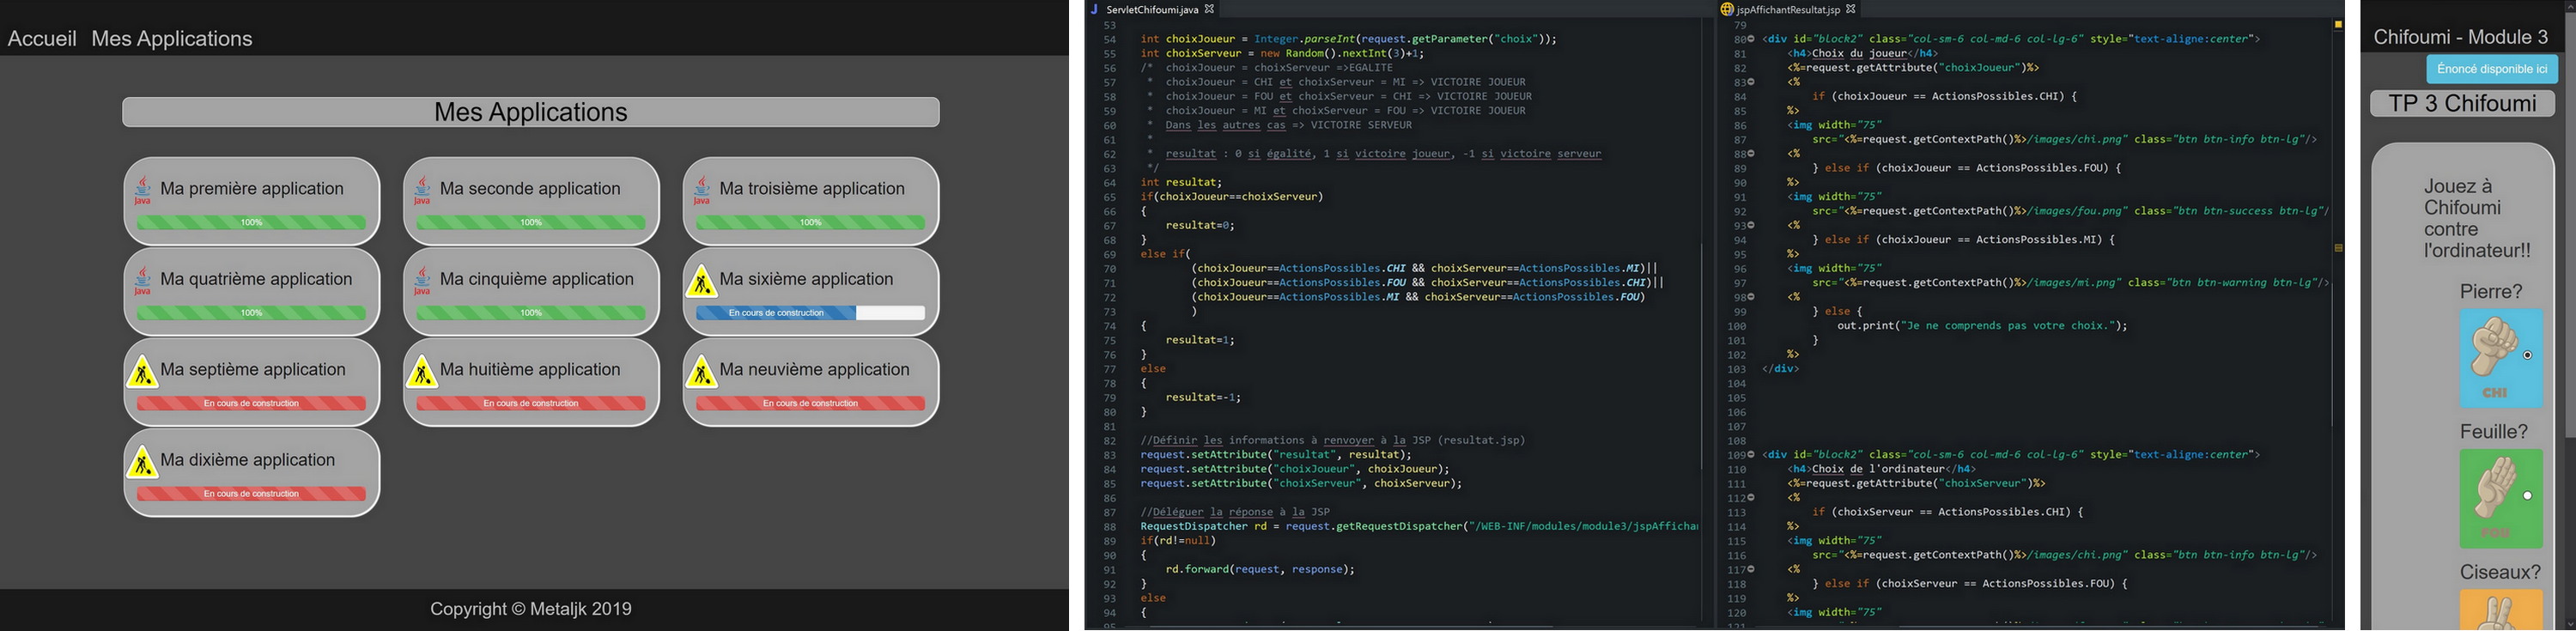 Accueil Mes Applications
Mes Applications
Java Ma première application
100%
Java Ma seconde application
100%
Java Ma troisième application
100%
Java Ma quatrième application
100%
Java Ma cinquième application
100%
Ma sixième application
En cours de construction
Ma septième application
En cours de construction
Ma huitième application
En cours de construction
Ma neuvième application
En cours de construction
Ma dixième application
En cours de construction
Copyright © Metaljk 2019
J ServletChifoumi.java
53
54 int choixJoueur = Integer.parseInt(request.getParameter("choix"));
55 int choixServeur = new Random().nextInt(3)+1;
56 /* choixJoueur = choixServeur =>EGALITE
57 * choixJoueur = CHI et choixServeur = MI => VICTOIRE JOUEUR
58 * choixJoueur = FOU et choixServeur = CHI => VICTOIRE JOUEUR
59 * choixJoueur = MI et choixServeur = FOU => VICTOIRE JOUEUR
60 * Dans les autres cas => VICTOIRE SERVEUR
61 *
62 * resultat : 0 si égalité, 1 si victoire joueur, -1 si victoire serveur
63 */
64 int resultat;
65 if(choixJoueur==choixServeur)
66 {
67 resultat=0;
68 }
69 else if(
70 (choixJoueur==ActionsPossibles.CHI && choixServeur==ActionsPossibles.MI)||
71 (choixJoueur==ActionsPossibles.FOU && choixServeur==ActionsPossibles.CHI)||
72 (choixJoueur==ActionsPossibles.MI && choixServeur==ActionsPossibles.FOU)
73 )
74 {
75 resultat=1;
76 }
77 else
78 {
79 resultat=-1;
80 }
81
82 //Définir les informations à renvoyer à la JSP (resultat.jsp)
83 request.setAttribute("resultat", resultat);
84 request.setAttribute("choixJoueur", choixJoueur);
85 request.setAttribute("choixServeur", choixServeur);
86
87 //Déléguer la réponse à la JSP
88 RequestDispatcher rd = request.getRequestDispatcher("/WEB-INF/modules/module3/jspAffichan
89 if(rd!=null)
90 {
91 rd.forward(request, response);
92 }
93 else
94 {
95
jspAffichantResultat.jsp
79
80 <div id="block2" class="col-sm-6 col-md-6 col-lg-6" style="text-align:center">
81 <h4>Choix du joueur</h4>
82 <%=request.getAttribute("choixJoueur")%>
83 <%
84 if (choixJoueur == ActionsPossibles.CHI) {
85 %>
86 <img width="75"
87 src="<%=request.getContextPath()%>/images/chi.png" class="btn btn-info btn-lg"/>
88 <%
89 } else if (choixJoueur == ActionsPossibles.FOU) {
90 %>
91 <img width="75"
92 src="<%=request.getContextPath()%>/images/fou.png" class="btn btn-success btn-lg"/
93 <%
94 } else if (choixJoueur == ActionsPossibles.MI) {
95 %>
96 <img width="75"
97 src="<%=request.getContextPath()%>/images/mi.png" class="btn btn-warning btn-lg"/>
98 <%
99 } else {
100 out.print("Je ne comprends pas votre choix.");
101 }
102 %>
103 </div>
104
105
106
107
108
109 <div id="block2" class="col-sm-6 col-md-6 col-lg-6" style="text-align:center">
110 <h4>Choix de l'ordinateur</h4>
111 <%=request.getAttribute("choixServeur")%>
112 <%
113 if (choixServeur == ActionsPossibles.CHI) {
114 %>
115 <img width="75"
116 src="<%=request.getContextPath()%>/images/chi.png" class="btn btn-info btn-lg"/>
117 <%
118 } else if (choixServeur == ActionsPossibles.FOU) {
119 %>
120 <img width="75"
121
Chifoumi - Module 3
Énoncé disponible ici
TP 3 Chifoumi
Jouez à
Chifoumi
contre
l'ordinateur!!
Pierre?
CHI
Feuille?
FOU
Ciseaux?